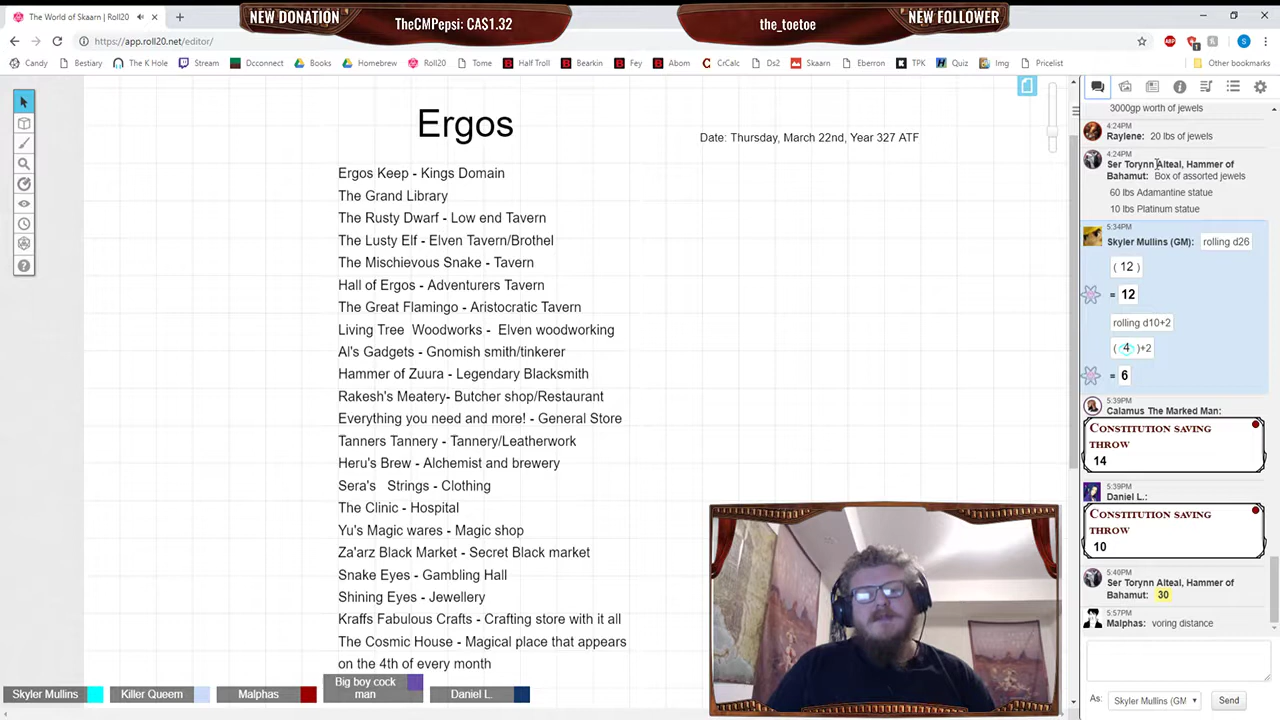 The World of Skaarn | Roll20
NEW DONATION
TheCMPepsi: CA$1.32
the_toetoe
NEW FOLLOWER
https://app.roll20.net/editor/
Candy
Bestiary
The K Hole
Stream
Dcconnect
Books
Homebrew
Roll20
Tome
Half Troll
Bearkin
Fey
Abom
CrCalc
Ds2
Skaarn
Eberron
TPK
Quiz
Img
Pricelist
Other bookmarks
Ergos
Date: Thursday, March 22nd, Year 327 ATF
Ergos Keep - Kings Domain
The Grand Library
The Rusty Dwarf - Low end Tavern
The Lusty Elf - Elven Tavern/Brothel
The Mischievous Snake - Tavern
Hall of Ergos - Adventurers Tavern
The Great Flamingo - Aristocratic Tavern
Living Tree Woodworks - Elven woodworking
Al's Gadgets - Gnomish smith/tinkerer
Hammer of Zuura - Legendary Blacksmith
Rakesh's Meatery- Butcher shop/Restaurant
Everything you need and more! - General Store
Tanners Tannery - Tannery/Leatherwork
Heru's Brew - Alchemist and brewery
Sera's Strings - Clothing
The Clinic - Hospital
Yu's Magic wares - Magic shop
Za'arz Black Market - Secret Black market
Snake Eyes - Gambling Hall
Shining Eyes - Jewellery
Kraffs Fabulous Crafts - Crafting store with it all
The Cosmic House - Magical place that appears
on the 4th of every month
Skyler Mullins
Killer Queem
Malphas
Big boy cock
man
Daniel L.
3000gp worth of jewels
4:24PM
Raylene: 20 lbs of jewels
4:24PM
Ser Torynn Alteal, Hammer of
Bahamut: Box of assorted jewels
60 lbs Adamantine statue
10 lbs Platinum statue
5:34PM
Skyler Mullins (GM): rolling d26
( 12 )
= 12
rolling d10+2
( 4 )+2
= 6
5:39PM
Calamus The Marked Man:
CONSTITUTION SAVING
THROW
14
5:39PM
Daniel L.:
CONSTITUTION SAVING
THROW
10
5:40PM
Ser Torynn Alteal, Hammer of
Bahamut: 30
5:57PM
Malphas: voring distance
As: Skyler Mullins (GM
Send